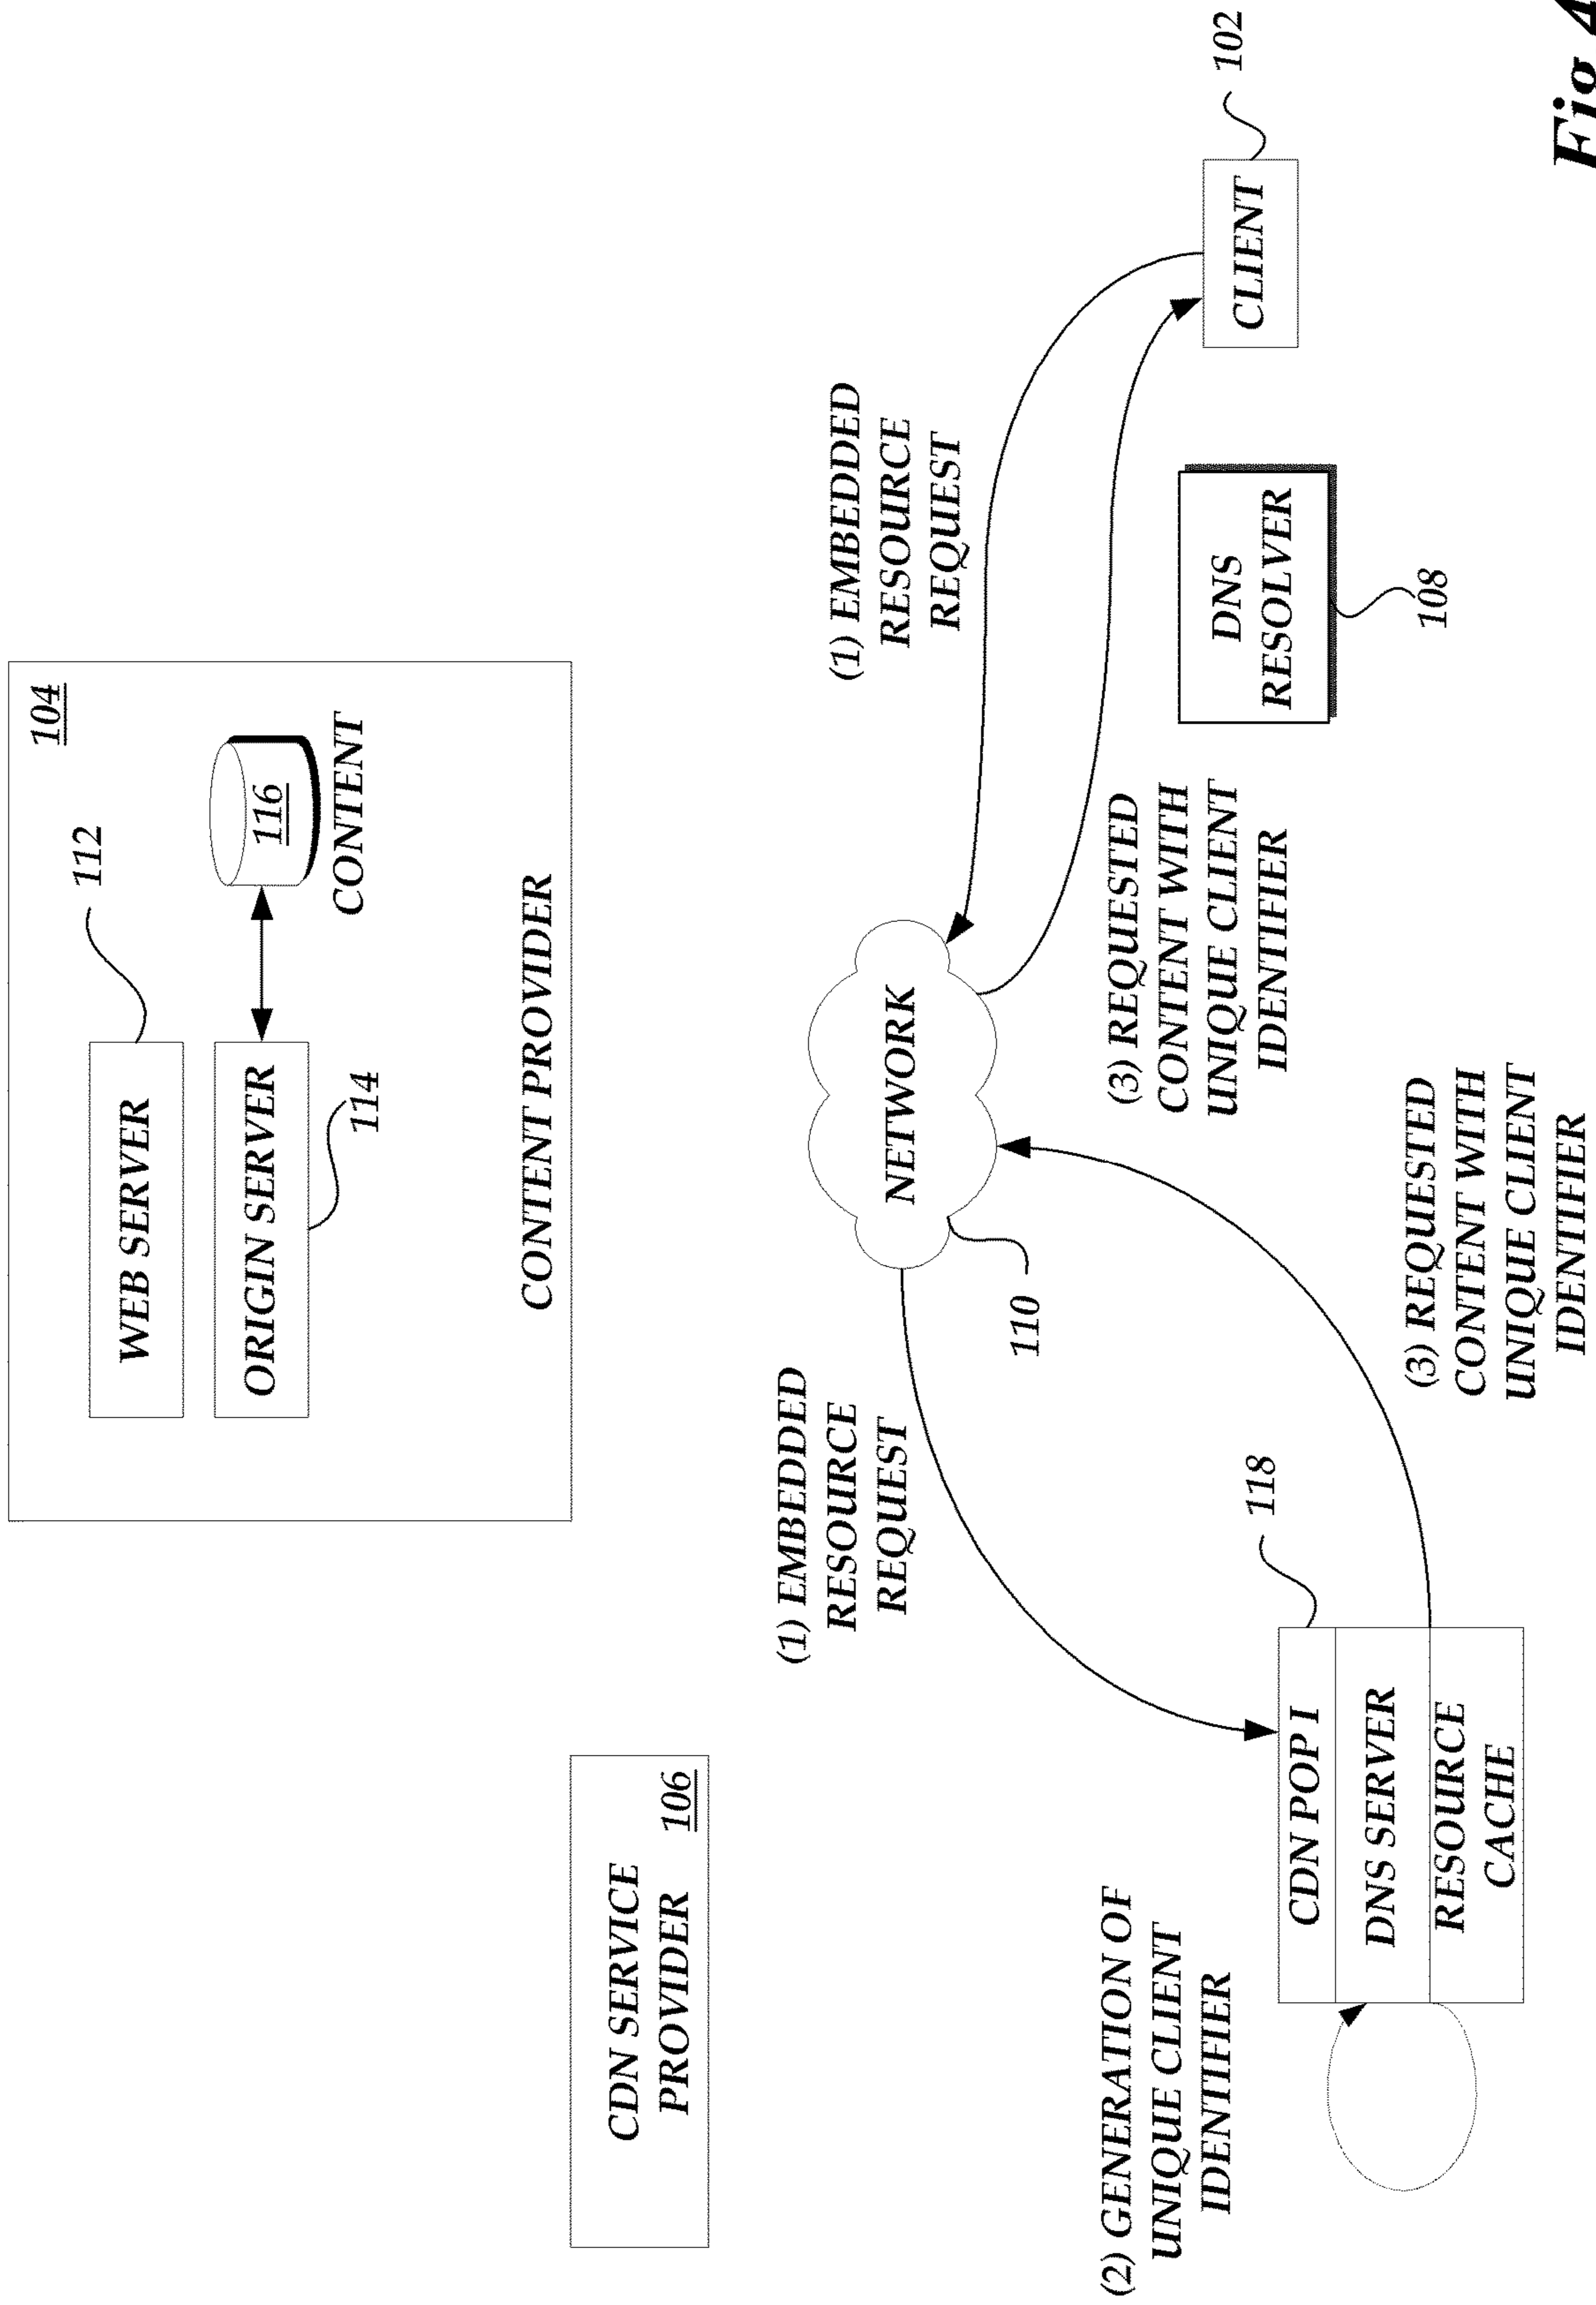 104
WEB SERVER
112
ORIGIN SERVER
114
116
CONTENT
CONTENT PROVIDER
CDN SERVICE
PROVIDER
106
(1) EMBEDDED
RESOURCE
REQUEST
NETWORK
110
(1) EMBEDDED
RESOURCE
REQUEST
(2) GENERATION OF
UNIQUE CLIENT
IDENTIFIER
118
CDN POP I
DNS SERVER
RESOURCE
CACHE
(3) REQUESTED
CONTENT WITH
UNIQUE CLIENT
IDENTIFIER
(3) REQUESTED
CONTENT WITH
UNIQUE CLIENT
IDENTIFIER
DNS
RESOLVER
108
CLIENT
102
Fig.4